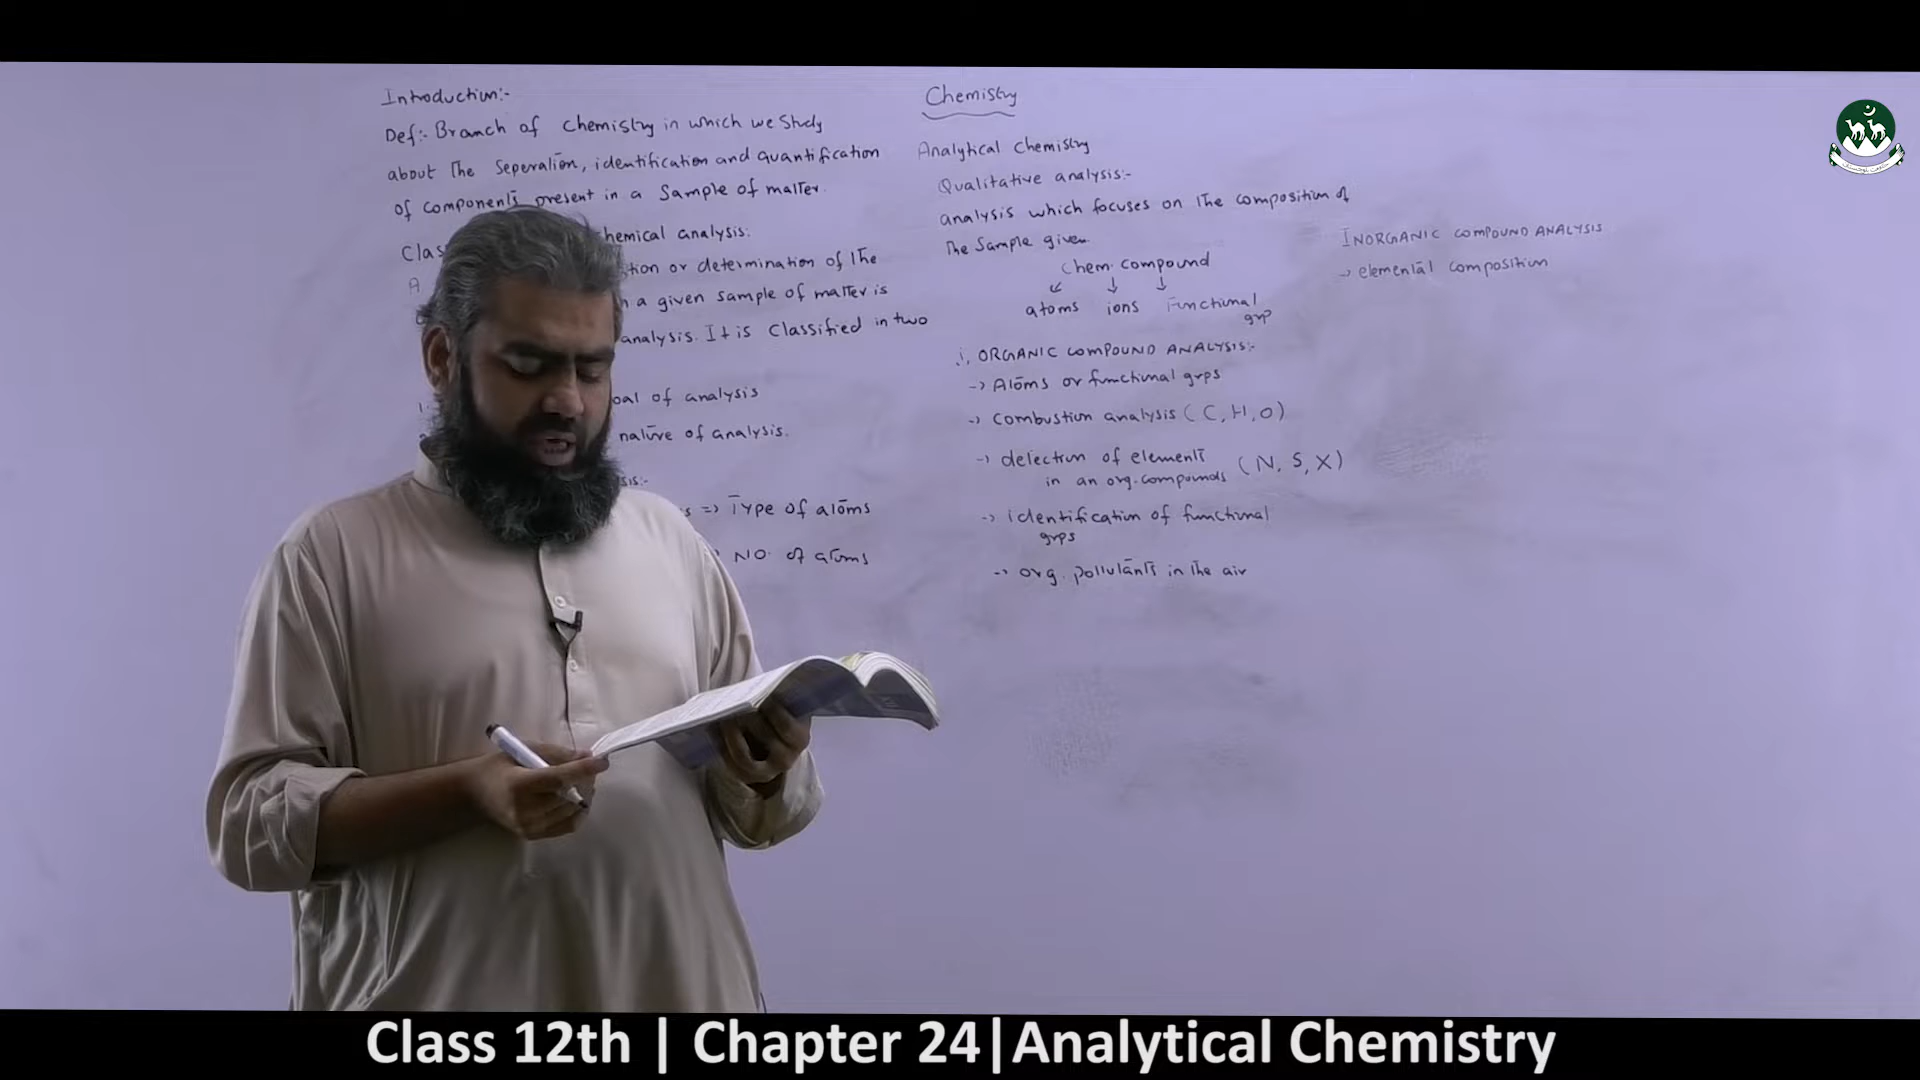 Introduction:-
Def:- Branch of chemistry in which we study
about the Seperation, identification and quantification
of components present in a Sample of matter.
Clas hemical analysis:
A tion or determination of the
n a given sample of matter is
analysis. It is classified in two
1. oal of analysis
nature of analysis.
sis:-
s => Type of atoms
No. of atoms
Chemistry
Analytical Chemistry
Qualitative analysis:-
analysis which focuses on the composition of
the Sample given
Chem. compound
atoms ions Functional
grp
i. ORGANIC COMPOUND ANALYSIS:-
-> Atoms or functional grps
-> combustion analysis (C, H, O)
-> detection of elements (N, S, X)
in an org. compounds
-> identification of functional
grps
-> org. pollutants in the air
INORGANIC COMPOUND ANALYSIS
-> elemental composition
Class 12th | Chapter 24|Analytical Chemistry